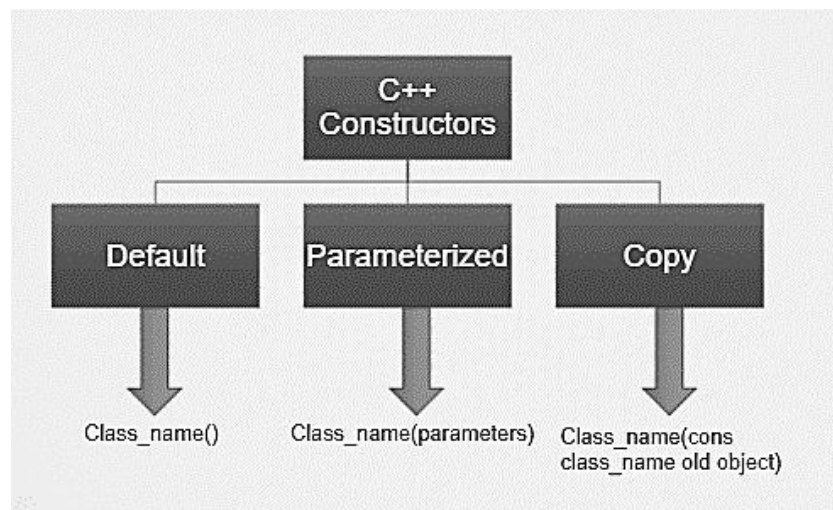 C++
Constructors
Default
Parameterized
Copy
Class_name()
Class_name(parameters)
Class_name(cons
class_name old object)